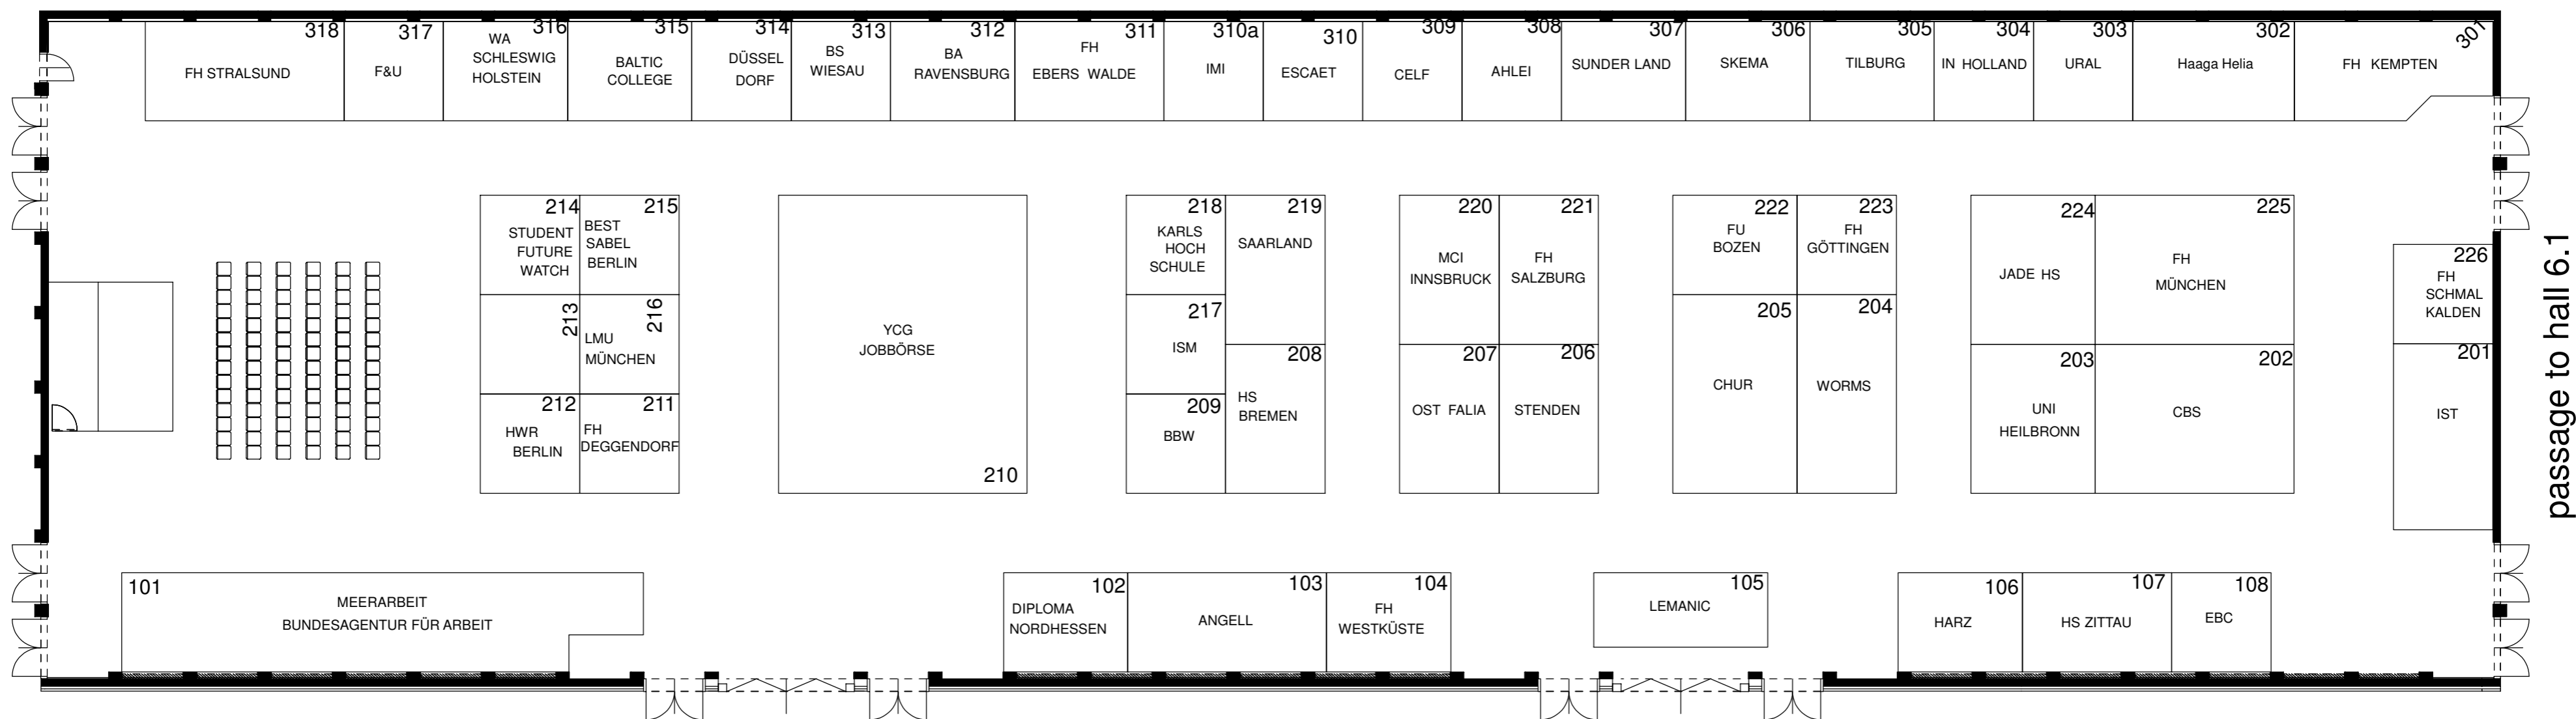 318
FH STRALSUND
317
F&U
316
WA
SCHLESWIG
HOLSTEIN
315
BALTIC
COLLEGE
314
DÜSSEL
DORF
313
BS
WIESAU
312
BA
RAVENSBURG
311
FH
EBERS WALDE
310a
IMI
310
ESCAET
309
CELF
308
AHLEI
307
SUNDER LAND
306
SKEMA
305
TILBURG
304
IN HOLLAND
303
URAL
302
Haaga Helia
301
FH KEMPTEN
214
STUDENT
FUTURE
WATCH
215
BEST
SABEL
BERLIN
213
216
LMU
MÜNCHEN
212
HWR
BERLIN
211
FH
DEGGENDORF
YCG
JOBBÖRSE
210
218
KARLS
HOCH
SCHULE
219
SAARLAND
217
ISM
208
HS
BREMEN
209
BBW
220
MCI
INNSBRUCK
221
FH
SALZBURG
207
OST FALIA
206
STENDEN
222
FU
BOZEN
223
FH
GÖTTINGEN
205
CHUR
204
WORMS
224
JADE HS
225
FH
MÜNCHEN
203
UNI
HEILBRONN
202
CBS
226
FH
SCHMAL
KALDEN
201
IST
passage to hall 6.1
101
MEERARBEIT
BUNDESAGENTUR FÜR ARBEIT
102
DIPLOMA
NORDHESSEN
103
ANGELL
104
FH
WESTKÜSTE
105
LEMANIC
106
HARZ
107
HS ZITTAU
108
EBC